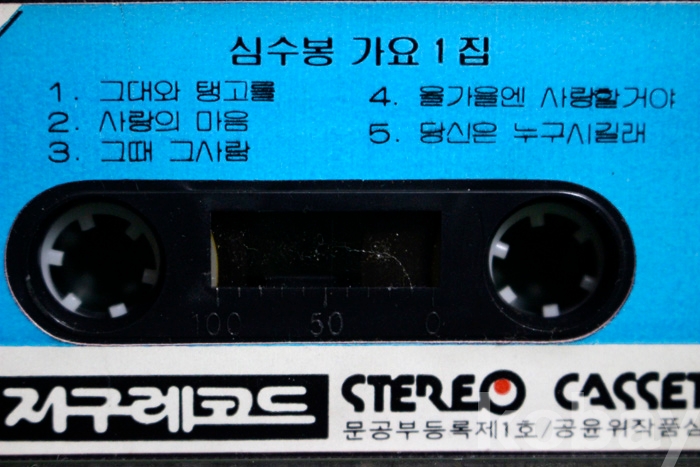 심수봉 가요 1 집
1. 그대와 탱고를
2. 사랑의 마음
3. 그때 그사람
4. 올가을엔 사랑할거야
5. 당신은 누구시길래
100 50 0
지구레코드
STEREO CASSET
문공부등록제1호/공윤위작품심